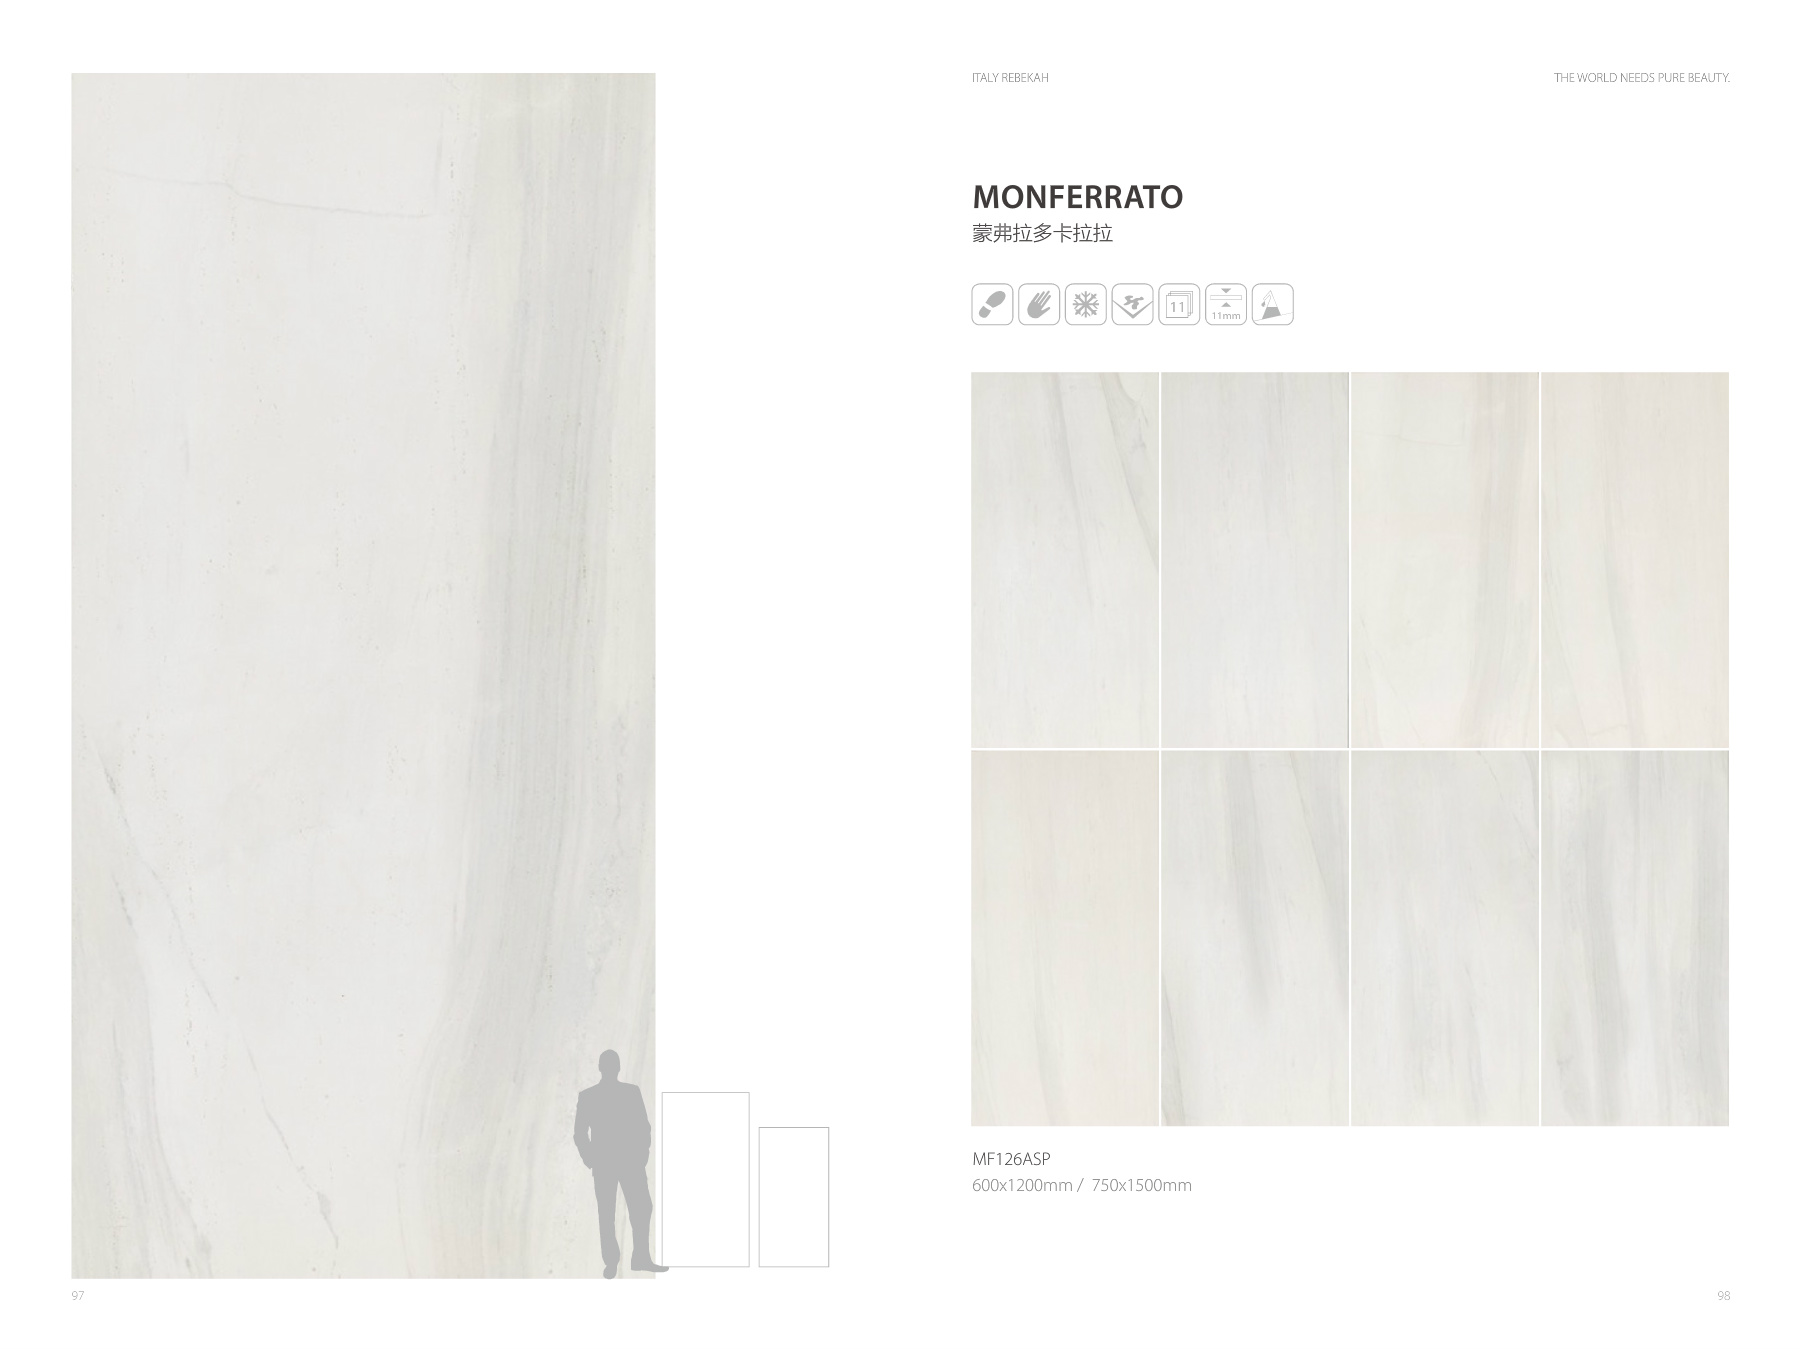 ITALY REBEKAH
THE WORLD NEEDS PURE BEAUTY.
MONFERRATO
蒙弗拉多卡拉拉
11
11mm
MF126ASP
600x1200mm / 750x1500mm
97
98